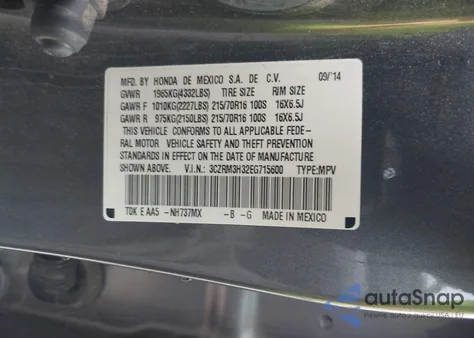 MFD. BY HONDA DE MEXICO S.A. DE C.V. 09/'14
GVWR 1965KG(4332LBS) TIRE SIZE RIM SIZE
GAWR F 1010KG(2227LBS) 215/70R16 100S 16X6.5J
GAWR R 975KG(2150LBS) 215/70R16 100S 16X6.5J
THIS VEHICLE CONFORMS TO ALL APPLICABLE FEDE-
RAL MOTOR VEHICLE SAFETY AND THEFT PREVENTION
STANDARDS IN EFFECT ON THE DATE OF MANUFACTURE
SHOWN ABOVE. V.I.N.: 3CZRM3H32EG715600 TYPE:MPV
T0K E AA5 -NH737MX -B -G MADE IN MEXICO
autoSnap